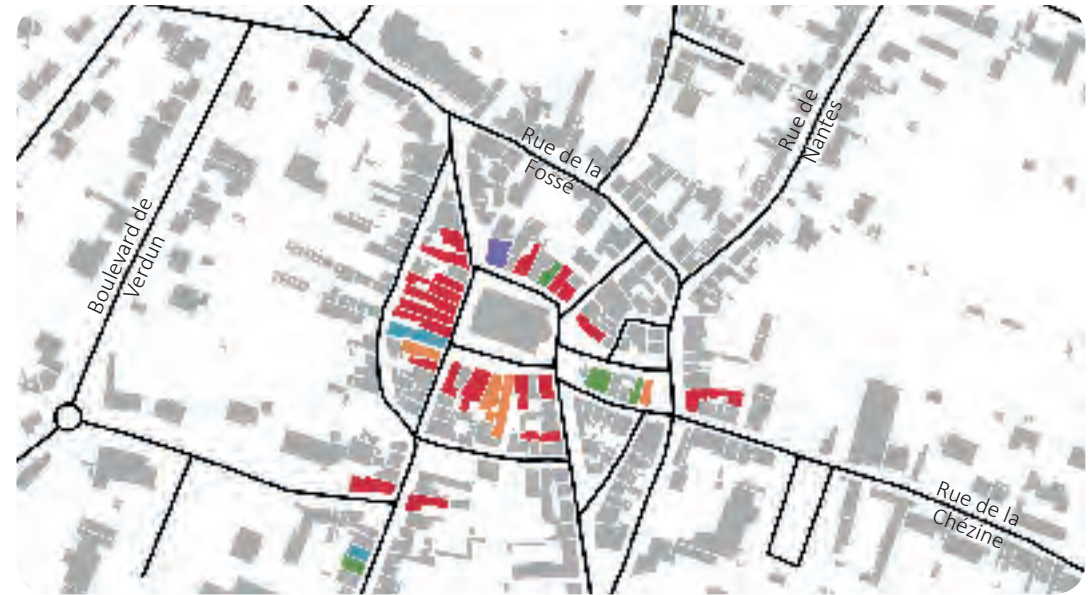 Rue de
Nantes
Rue de la
Fossé
Boulevard de
Verdun
Rue de la
Chézine